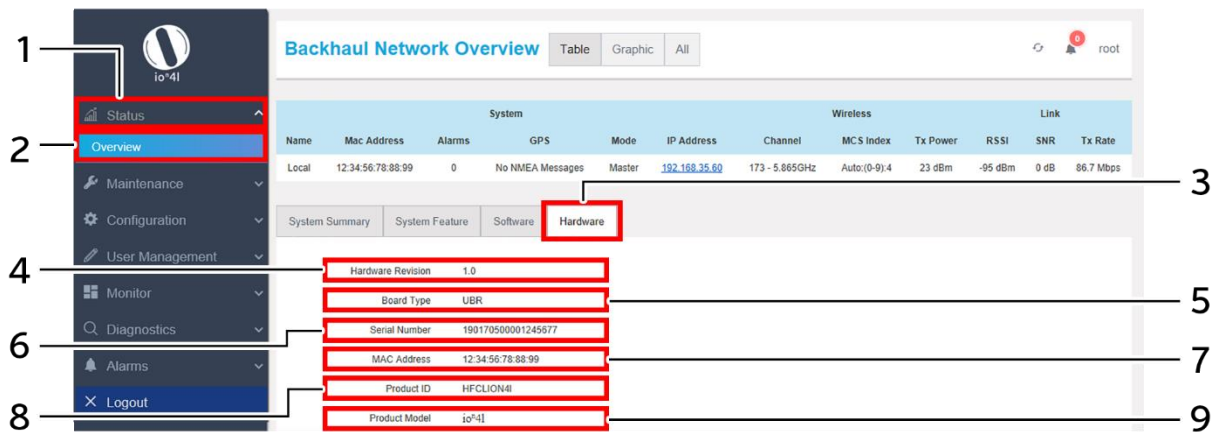 1
2
3
4
5
6
7
8
9
ioⁿ4l
Status
Overview
Maintenance
Configuration
User Management
Monitor
Diagnostics
Alarms
Logout
Backhaul Network Overview Table Graphic All 0 root
System Wireless Link
Name Mac Address Alarms GPS Mode IP Address Channel MCS Index Tx Power RSSI SNR Tx Rate
Local 12:34:56:78:88:99 0 No NMEA Messages Master 192.168.35.60 173 - 5.865GHz Auto:(0-9):4 23 dBm -95 dBm 0 dB 86.7 Mbps
System Summary System Feature Software Hardware
Hardware Revision 1.0
Board Type UBR
Serial Number 190170500001245677
MAC Address 12:34:56:78:88:99
Product ID HFCLION4l
Product Model ioⁿ4l